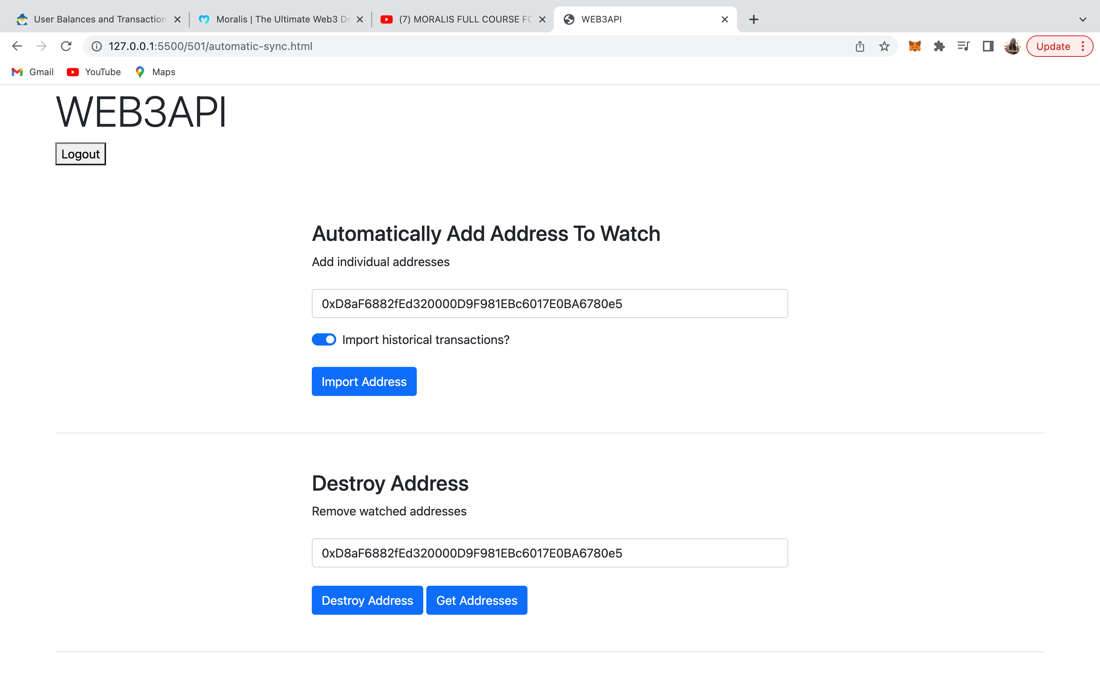 User Balances and Transaction
Moralis | The Ultimate Web3 D
(7) MORALIS FULL COURSE FO
WEB3API
127.0.0.1:5500/501/automatic-sync.html
Update
Gmail
YouTube
Maps
WEB3API
Logout
Automatically Add Address To Watch
Add individual addresses
0xD8aF6882fEd320000D9F981EBc6017E0BA6780e5
Import historical transactions?
Import Address
Destroy Address
Remove watched addresses
0xD8aF6882fEd320000D9F981EBc6017E0BA6780e5
Destroy Address
Get Addresses